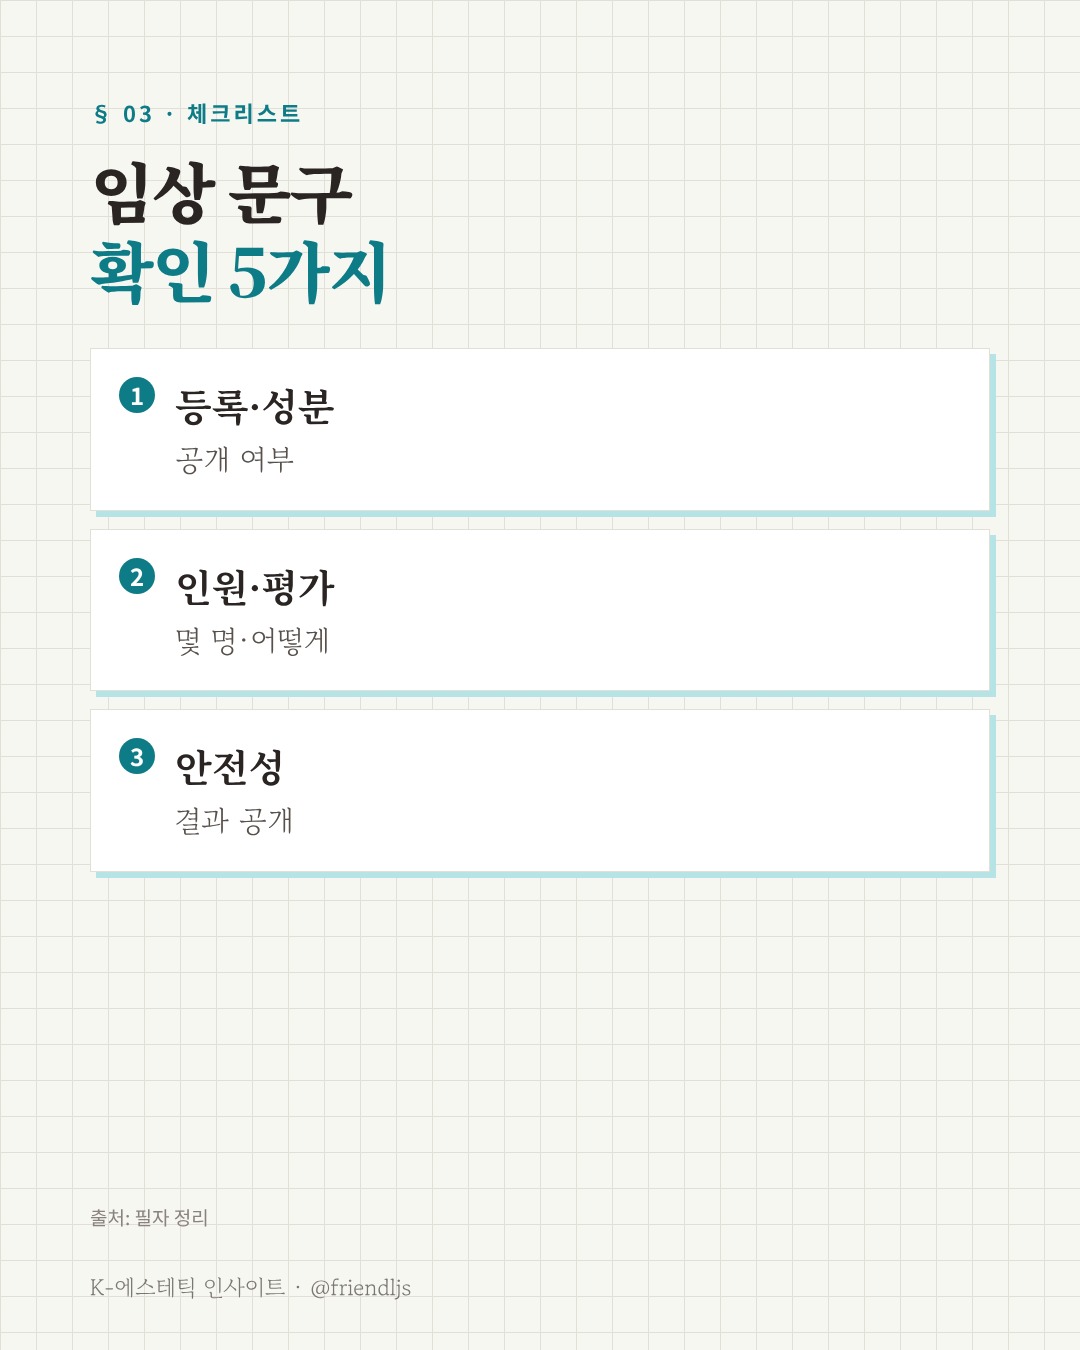 § 03 · 체크리스트
임상 문구
확인 5가지
1 등록·성분
공개 여부
2 인원·평가
몇 명·어떻게
3 안전성
결과 공개
출처: 필자 정리
K-에스테틱 인사이트 · @friendljs